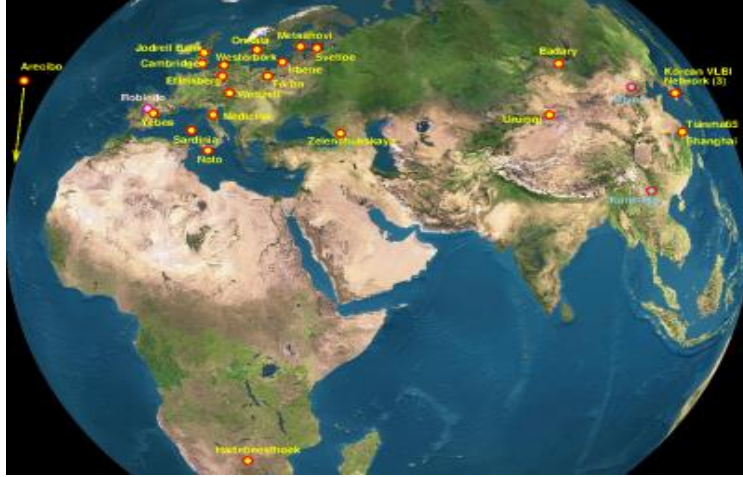 Metsahovi
Onsala
Jodrell Bank
Svetloe
Badary
Westerbork
Cambridge
Irbene
Arecibo
Korean VLBI
Network (3)
Effelsberg
Torun
Wettzell
Robledo
Urumqi
Medicina
Yebes
Tianma65
Sardinia
Zelenchukskaya
Shanghai
Noto
Kunming
Hartebeesthoek